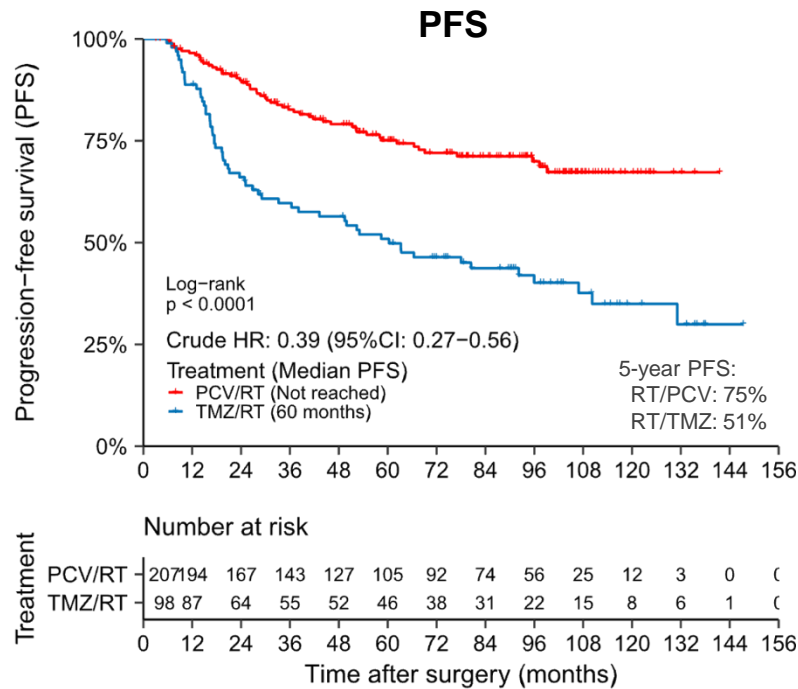 PFS
Progression−free survival (PFS)
100%
75%
50%
25%
0%
Log−rank
p < 0.0001
Crude HR: 0.39 (95%CI: 0.27−0.56)
Treatment (Median PFS)
PCV/RT (Not reached)
TMZ/RT (60 months)
5-year PFS:
RT/PCV: 75%
RT/TMZ: 51%
0 12 24 36 48 60 72 84 96 108 120 132 144 156
Number at risk
Treatment
PCV/RT 207 194 167 143 127 105 92 74 56 25 12 3 0
TMZ/RT 98 87 64 55 52 46 38 31 22 15 8 6 1
0 12 24 36 48 60 72 84 96 108 120 132 144 156
Time after surgery (months)